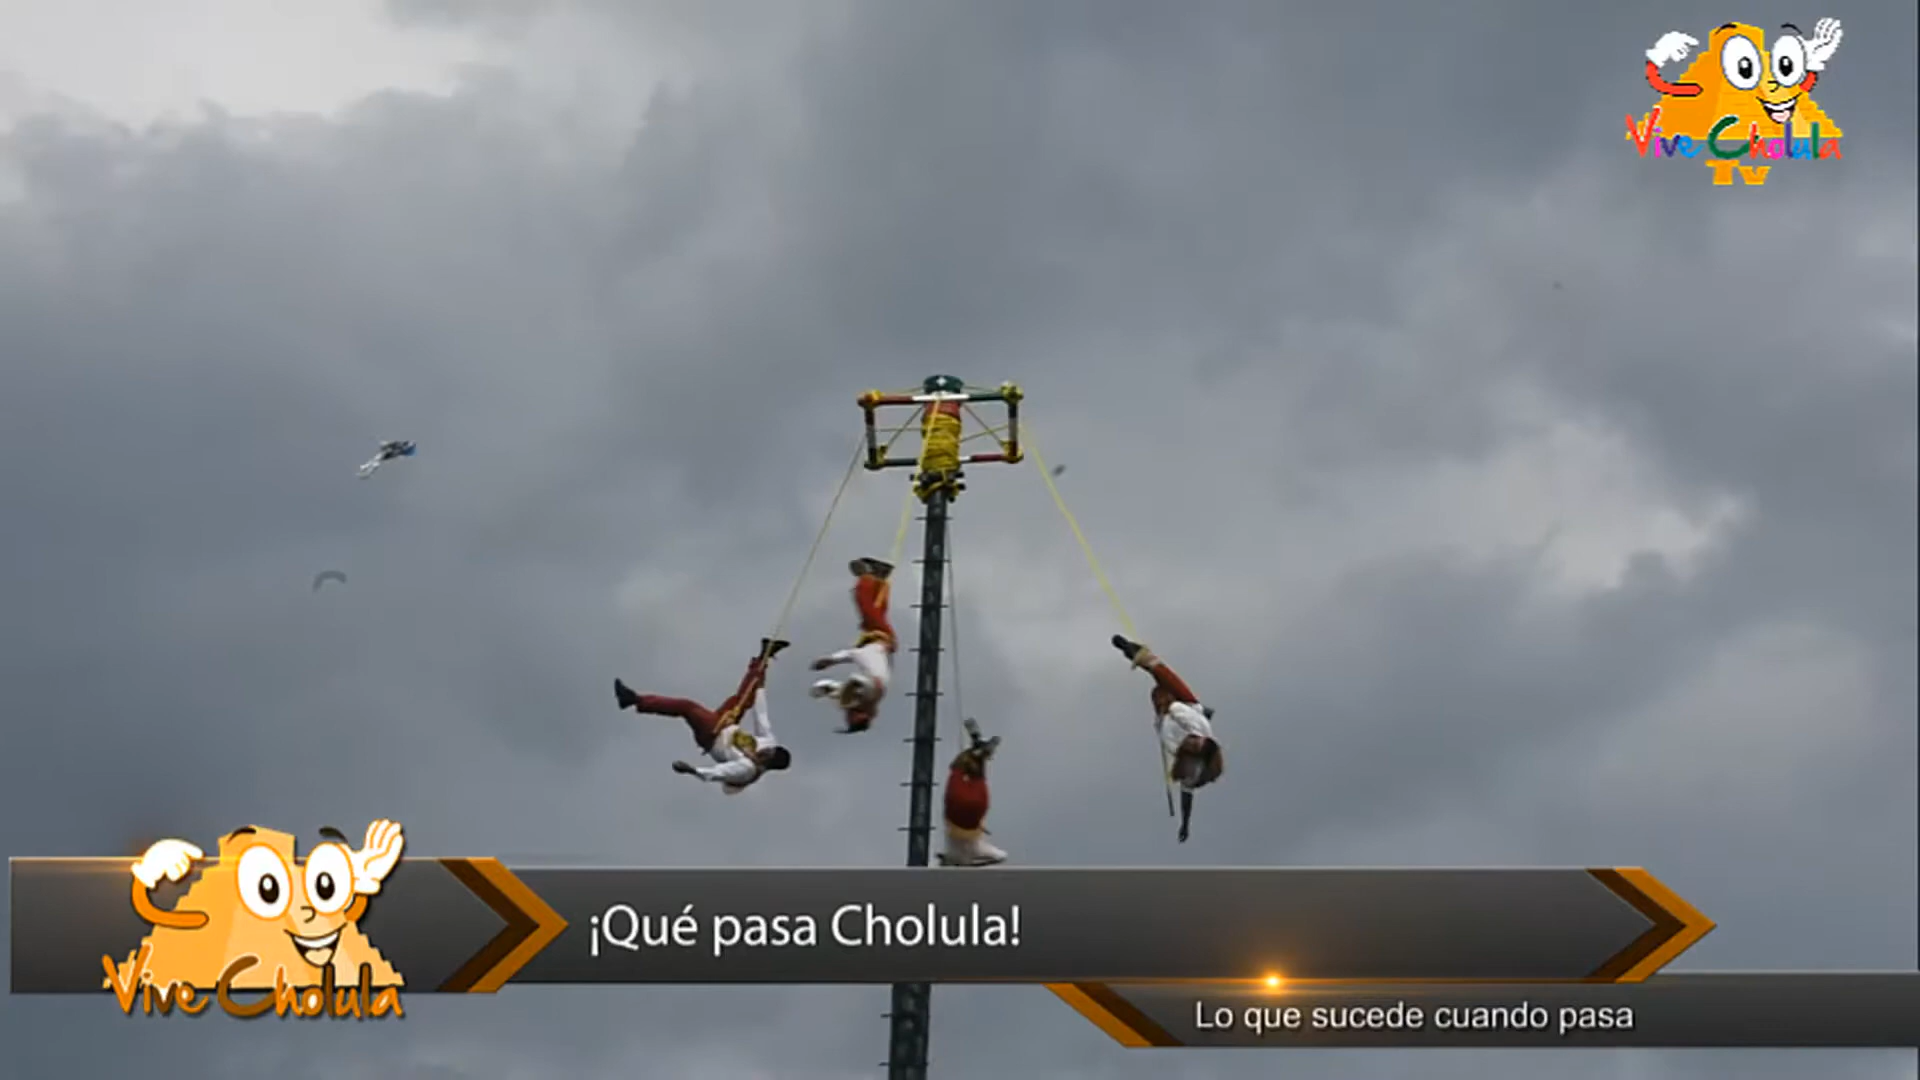 Vive Cholula
Tv
¡Qué pasa Cholula!
Vive Cholula
Lo que sucede cuando pasa